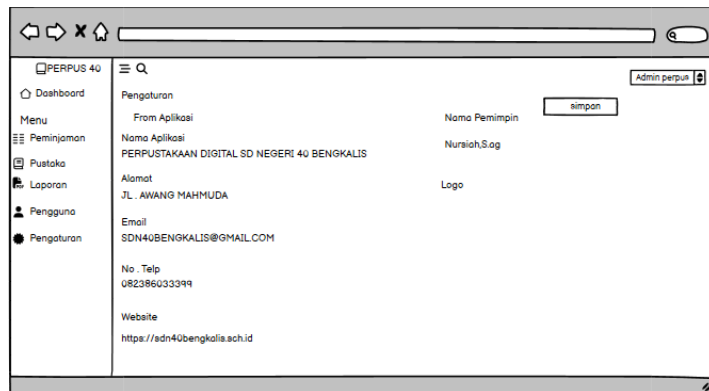 PERPUS 40
Dashboard
Menu
Peminjaman
Pustaka
Laporan
Pengguna
Pengaturan
Admin perpus
Pengaturan
simpan
From Aplikasi
Nama Pemimpin
Nama Aplikasi
PERPUSTAKAAN DIGITAL SD NEGERI 40 BENGKALIS
Nursiah,S.ag
Alamat
JL . AWANG MAHMUDA
Logo
Email
SDN40BENGKALIS@GMAIL.COM
No . Telp
082386033399
Website
https://sdn40bengkalis.sch.id